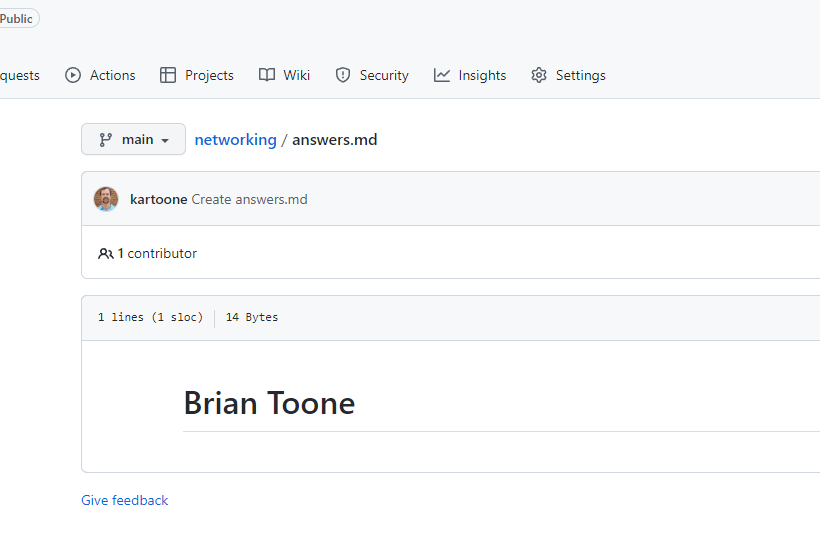 Public
quests Actions Projects Wiki Security Insights Settings
main networking / answers.md
kartoone Create answers.md
1 contributor
1 lines (1 sloc) 14 Bytes
Brian Toone
Give feedback